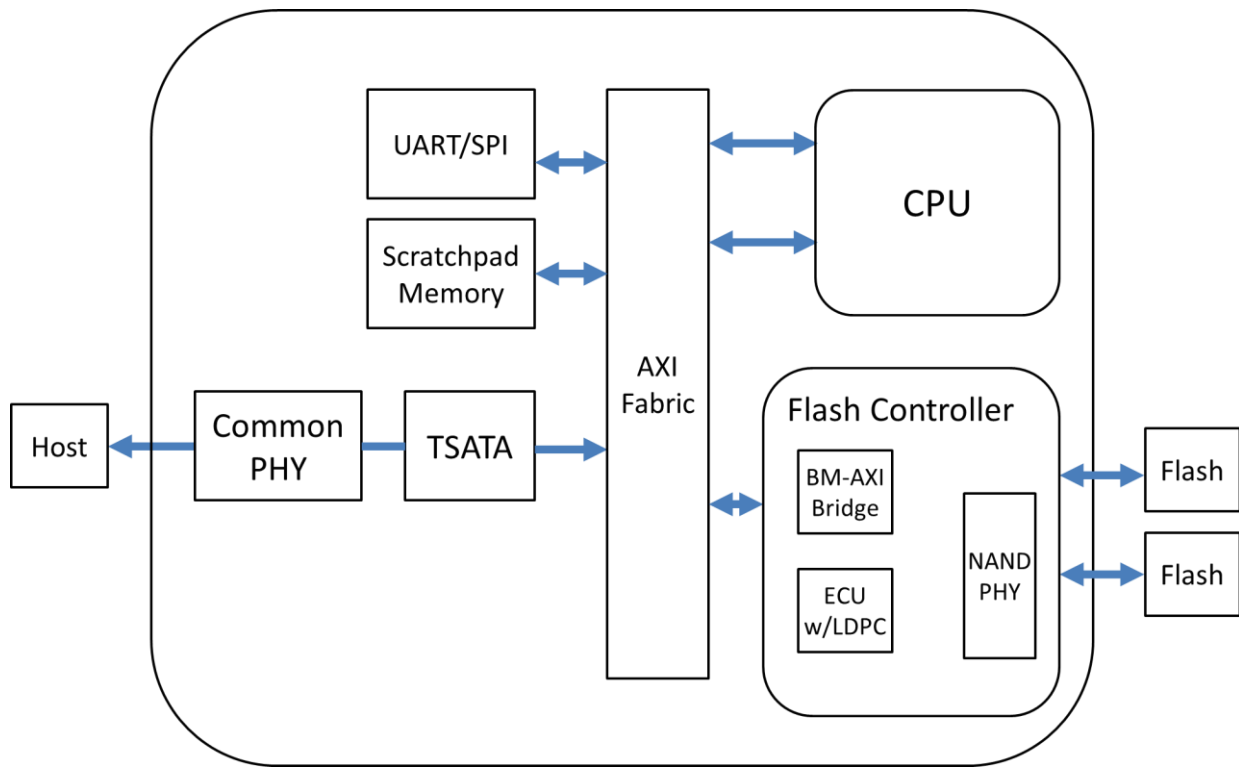 UART/SPI
Scratchpad
Memory
AXI
Fabric
CPU
Host
Common
PHY
TSATA
Flash Controller
BM-AXI
Bridge
ECU
w/LDPC
NAND
PHY
Flash
Flash